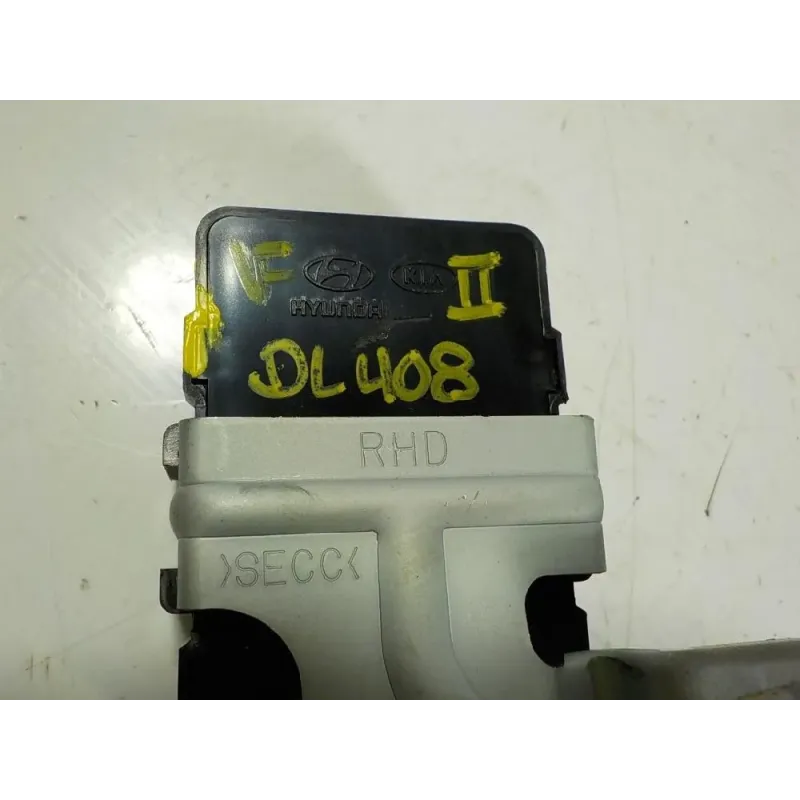 VF KIA II
HYUNDAI
DL408
RHD
>SECC<